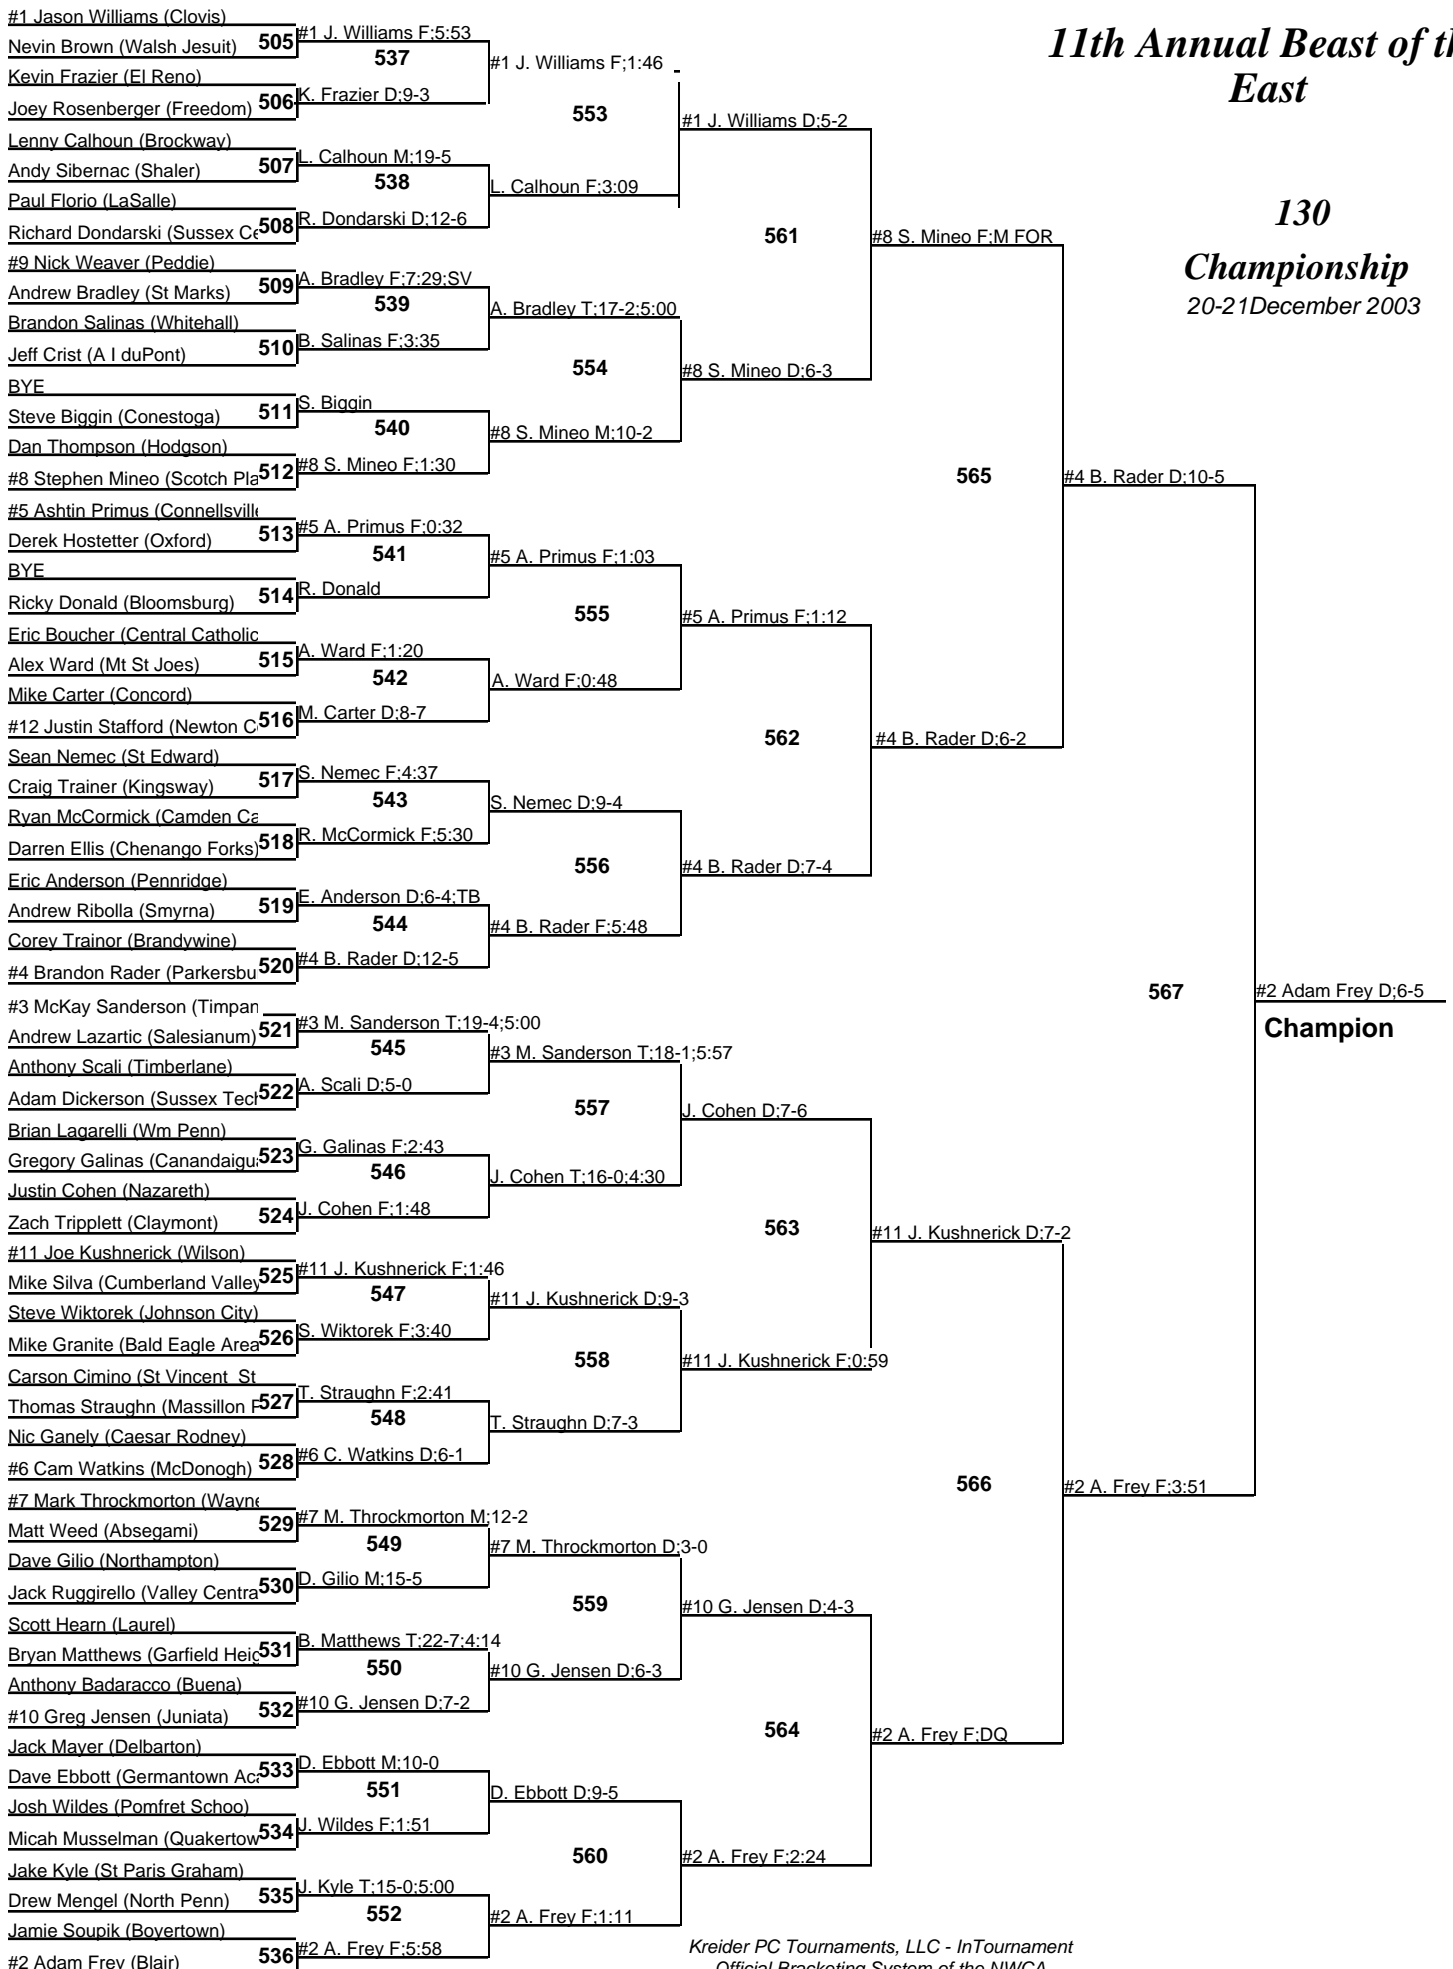 11th Annual Beast of th
East
130
Championship
20-21December 2003
#1 Jason Williams (Clovis)
Nevin Brown (Walsh Jesuit)
Kevin Frazier (El Reno)
Joey Rosenberger (Freedom)
Lenny Calhoun (Brockway)
Andy Sibernac (Shaler)
Paul Florio (LaSalle)
Richard Dondarski (Sussex Ce
#9 Nick Weaver (Peddie)
Andrew Bradley (St Marks)
Brandon Salinas (Whitehall)
Jeff Crist (A I duPont)
BYE
Steve Biggin (Conestoga)
Dan Thompson (Hodgson)
#8 Stephen Mineo (Scotch Pla
#5 Ashtin Primus (Connellsville
Derek Hostetter (Oxford)
BYE
Ricky Donald (Bloomsburg)
Eric Boucher (Central Catholic
Alex Ward (Mt St Joes)
Mike Carter (Concord)
#12 Justin Stafford (Newton C
Sean Nemec (St Edward)
Craig Trainer (Kingsway)
Ryan McCormick (Camden Ca
Darren Ellis (Chenango Forks)
Eric Anderson (Pennridge)
Andrew Ribolla (Smyrna)
Corey Trainor (Brandywine)
#4 Brandon Rader (Parkersbu
#3 McKay Sanderson (Timpan
Andrew Lazartic (Salesianum)
Anthony Scali (Timberlane)
Adam Dickerson (Sussex Tech
Brian Lagarelli (Wm Penn)
Gregory Galinas (Canandaigua
Justin Cohen (Nazareth)
Zach Tripplett (Claymont)
#11 Joe Kushnerick (Wilson)
Mike Silva (Cumberland Valley
Steve Wiktorek (Johnson City)
Mike Granite (Bald Eagle Area
Carson Cimino (St Vincent St
Thomas Straughn (Massillon P
Nic Ganely (Caesar Rodney)
#6 Cam Watkins (McDonogh)
#7 Mark Throckmorton (Wayne
Matt Weed (Absegami)
Dave Gilio (Northampton)
Jack Ruggirello (Valley Centra
Scott Hearn (Laurel)
Bryan Matthews (Garfield Heig
Anthony Badaracco (Buena)
#10 Greg Jensen (Juniata)
Jack Mayer (Delbarton)
Dave Ebbott (Germantown Aca
Josh Wildes (Pomfret Schoo)
Micah Musselman (Quakertow
Jake Kyle (St Paris Graham)
Drew Mengel (North Penn)
Jamie Soupik (Boyertown)
#2 Adam Frey (Blair)
505
506
507
508
509
510
511
512
513
514
515
516
517
518
519
520
521
522
523
524
525
526
527
528
529
530
531
532
533
534
535
536
#1 J. Williams F;5:53
537
K. Frazier D;9-3
L. Calhoun M;19-5
538
R. Dondarski D;12-6
A. Bradley F;7:29;SV
539
B. Salinas F;3:35
S. Biggin
540
#8 S. Mineo F;1:30
#5 A. Primus F;0:32
541
R. Donald
A. Ward F;1:20
542
M. Carter D;8-7
S. Nemec F;4:37
543
R. McCormick F;5:30
E. Anderson D;6-4;TB
544
#4 B. Rader D;12-5
#3 M. Sanderson T;19-4;5:00
545
A. Scali D;5-0
G. Galinas F;2:43
546
J. Cohen F;1:48
#11 J. Kushnerick F;1:46
547
S. Wiktorek F;3:40
T. Straughn F;2:41
548
#6 C. Watkins D;6-1
#7 M. Throckmorton M;12-2
549
D. Gilio M;15-5
B. Matthews T;22-7;4:14
550
#10 G. Jensen D;7-2
D. Ebbott M;10-0
551
J. Wildes F;1:51
J. Kyle T;15-0;5:00
552
#2 A. Frey F;5:58
#1 J. Williams F;1:46
553
L. Calhoun F;3:09
A. Bradley T;17-2;5:00
554
#8 S. Mineo M;10-2
#5 A. Primus F;1:03
555
A. Ward F;0:48
S. Nemec D;9-4
556
#4 B. Rader F;5:48
#3 M. Sanderson T;18-1;5:57
557
J. Cohen T;16-0;4:30
#11 J. Kushnerick D;9-3
558
T. Straughn D;7-3
#7 M. Throckmorton D;3-0
559
#10 G. Jensen D;6-3
D. Ebbott D;9-5
560
#2 A. Frey F;1:11
#1 J. Williams D;5-2
561
#8 S. Mineo D;6-3
#5 A. Primus F;1:12
562
#4 B. Rader D;7-4
J. Cohen D;7-6
563
#11 J. Kushnerick F;0:59
#10 G. Jensen D;4-3
564
#2 A. Frey F;2:24
#8 S. Mineo F;M FOR
565
#4 B. Rader D;6-2
#11 J. Kushnerick D;7-2
566
#2 A. Frey F;DQ
#4 B. Rader D;10-5
567
#2 A. Frey F;3:51
#2 Adam Frey D;6-5
Champion
Kreider PC Tournaments, LLC - InTournament
Official Bracketing System of the NWCA